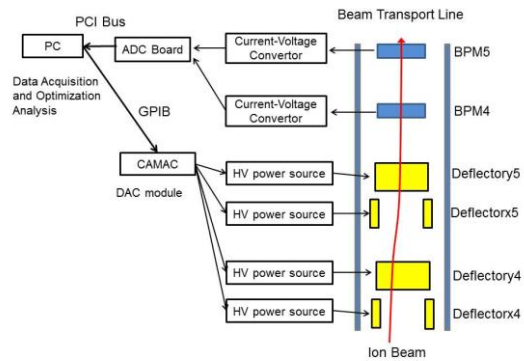 PCI Bus
Beam Transport Line
PC
ADC Board
Current-Voltage
Convertor
BPM5
Data Acquisition
and Optimization
Analysis
GPIB
Current-Voltage
Convertor
BPM4
CAMAC
DAC module
HV power source
Deflectory5
HV power source
Deflectorx5
HV power source
Deflectory4
HV power source
Deflectorx4
Ion Beam